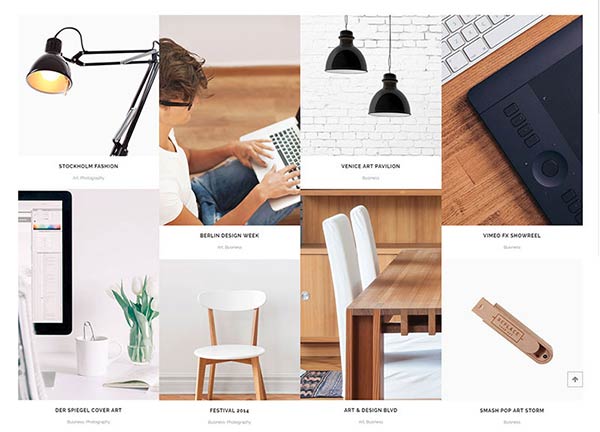 STOCKHOLM FASHION
Art, Photography
BERLIN DESIGN WEEK
Art, Business
VENICE ART PAVILION
Business
VIMEO FX SHOWREEL
Business
DER SPIEGEL COVER ART
Business, Photography
FESTIVAL 2014
Business, Photography
ART & DESIGN BLVD
Art, Business
SMASH POP ART STORM
Business